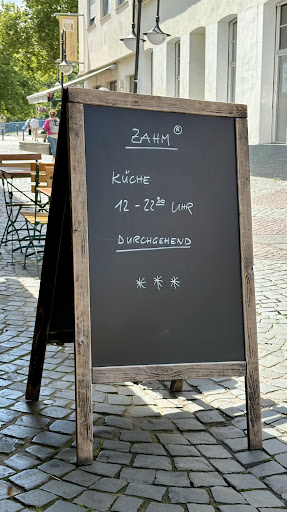 ZAHM ®
KÜCHE
12 - 22³⁰ UHR
DURCHGEHEND
* * *